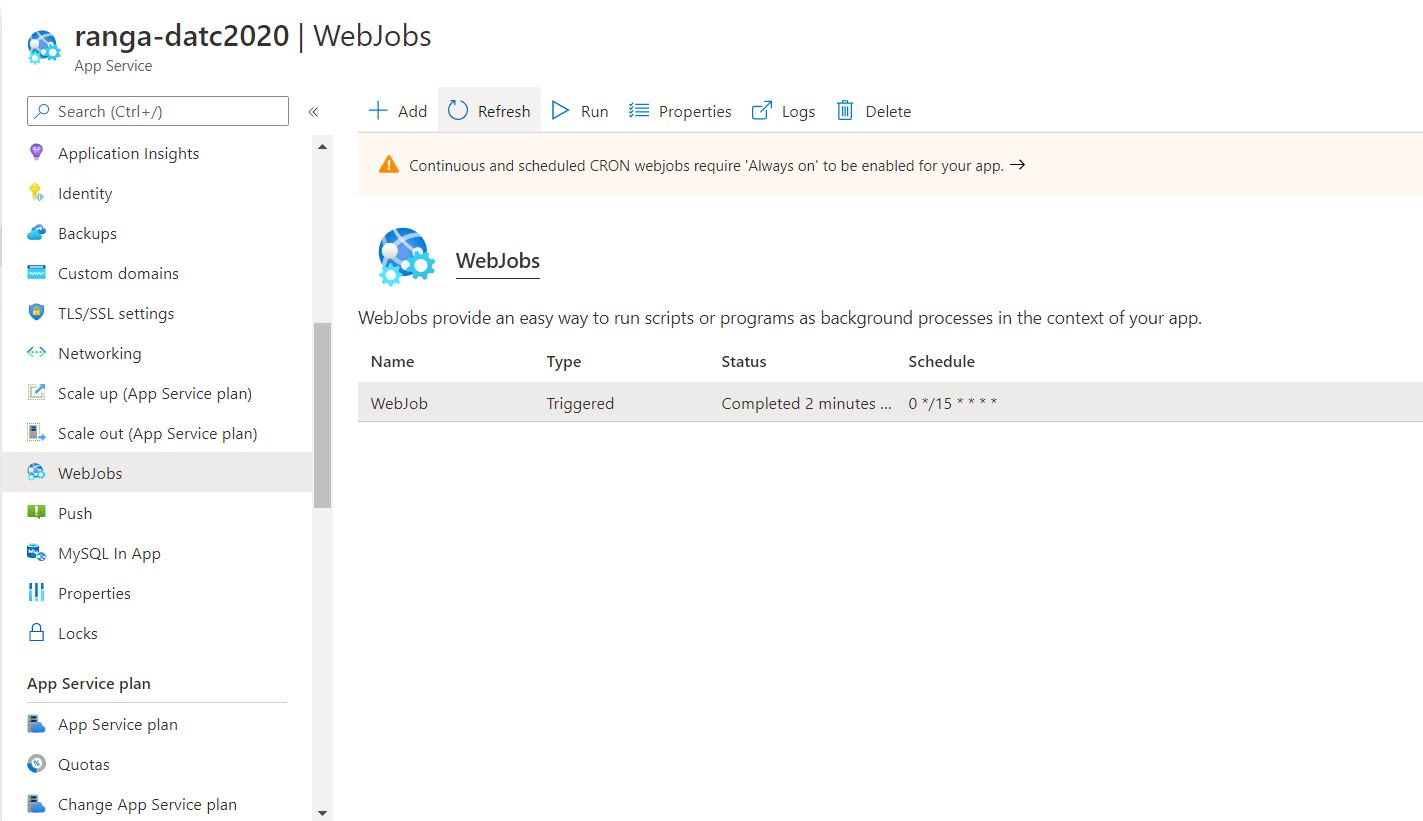 ranga-datc2020 | WebJobs
App Service
Search (Ctrl+/)
«
Application Insights
Identity
Backups
Custom domains
TLS/SSL settings
Networking
Scale up (App Service plan)
Scale out (App Service plan)
WebJobs
Push
MySQL In App
Properties
Locks
App Service plan
App Service plan
Quotas
Change App Service plan
Add Refresh Run Properties Logs Delete
Continuous and scheduled CRON webjobs require 'Always on' to be enabled for your app. →
WebJobs
WebJobs provide an easy way to run scripts or programs as background processes in the context of your app.
Name Type Status Schedule
WebJob Triggered Completed 2 minutes ... 0 */15 * * * *